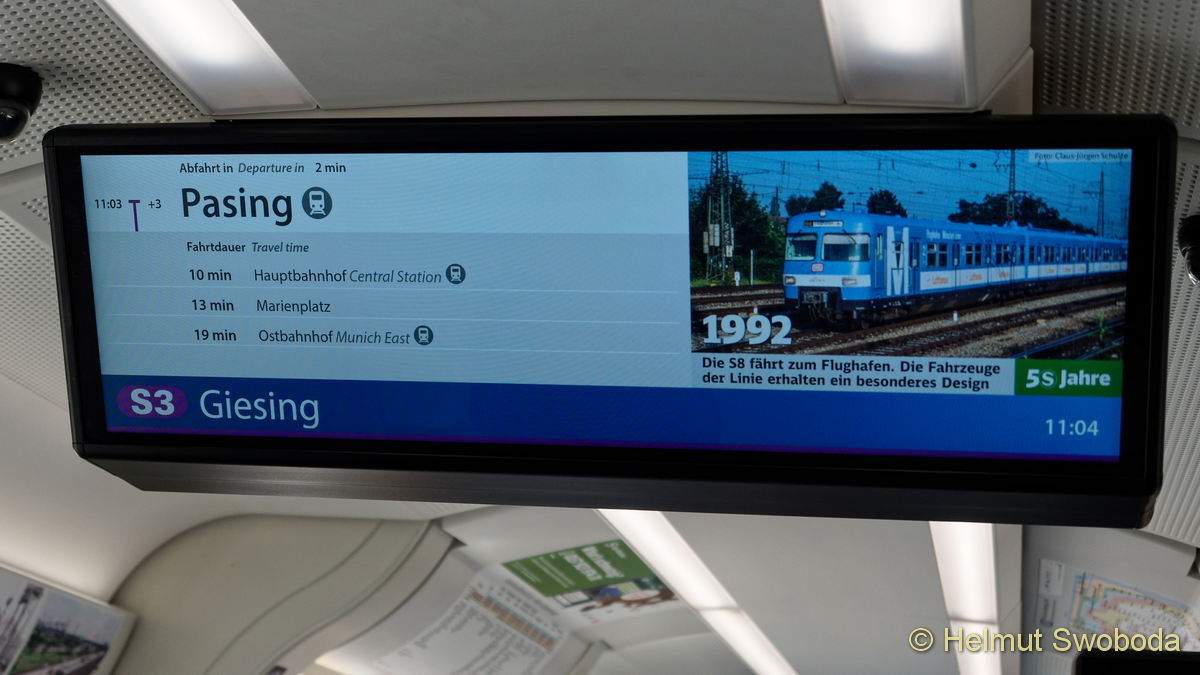 Abfahrt in Departure in 2 min
11:03 +3 Pasing
Fahrtdauer Travel time
10 min Hauptbahnhof Central Station
13 min Marienplatz
19 min Ostbahnhof Munich East
Foto: Claus-Jürgen Schulze
1992
Die S8 fährt zum Flughafen. Die Fahrzeuge
der Linie erhalten ein besonderes Design
5S Jahre
S3 Giesing
11:04
© Helmut Swoboda